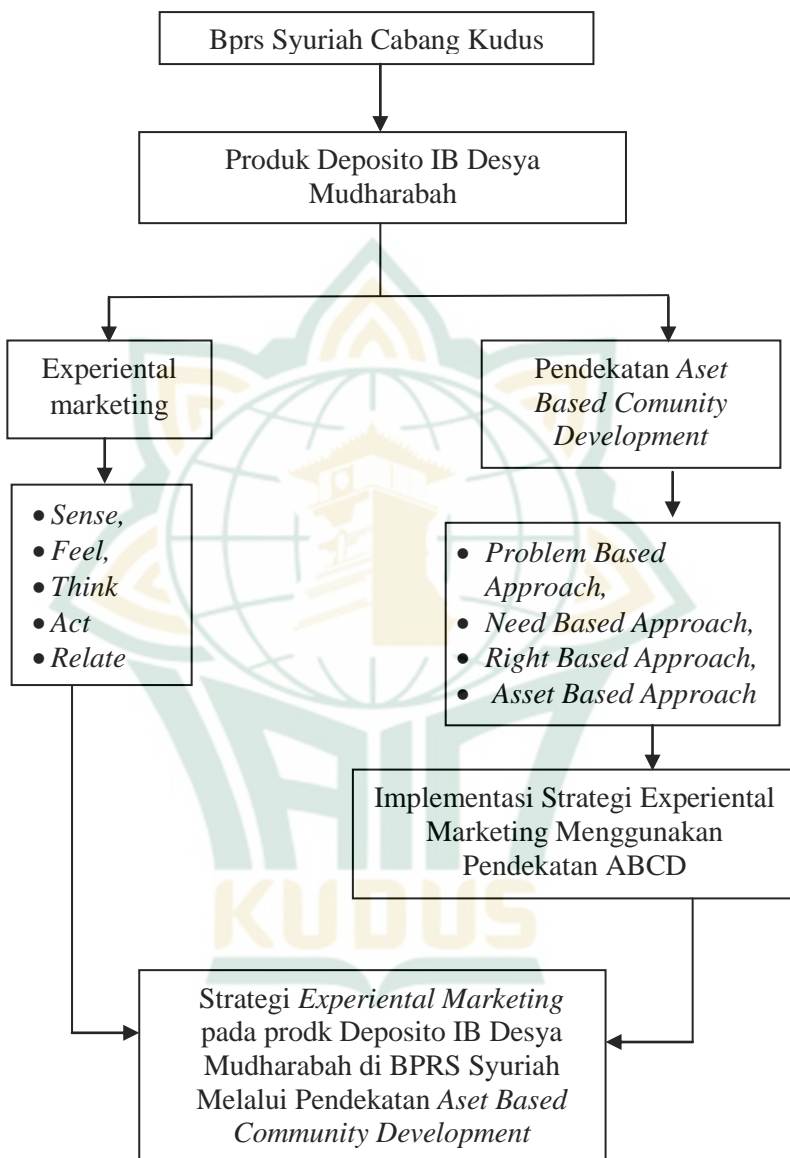 Bprs Syuriah Cabang Kudus
Produk Deposito IB Desya
Mudharabah
Experiental
marketing
Pendekatan Aset
Based Comunity
Development
• Sense,
• Feel,
• Think
• Act
• Relate
• Problem Based
Approach,
• Need Based Approach,
• Right Based Approach,
• Asset Based Approach
Implementasi Strategi Experiental
Marketing Menggunakan
Pendekatan ABCD
IAIN
KUDUS
Strategi Experiental Marketing
pada prodk Deposito IB Desya
Mudharabah di BPRS Syuriah
Melalui Pendekatan Aset Based
Community Development